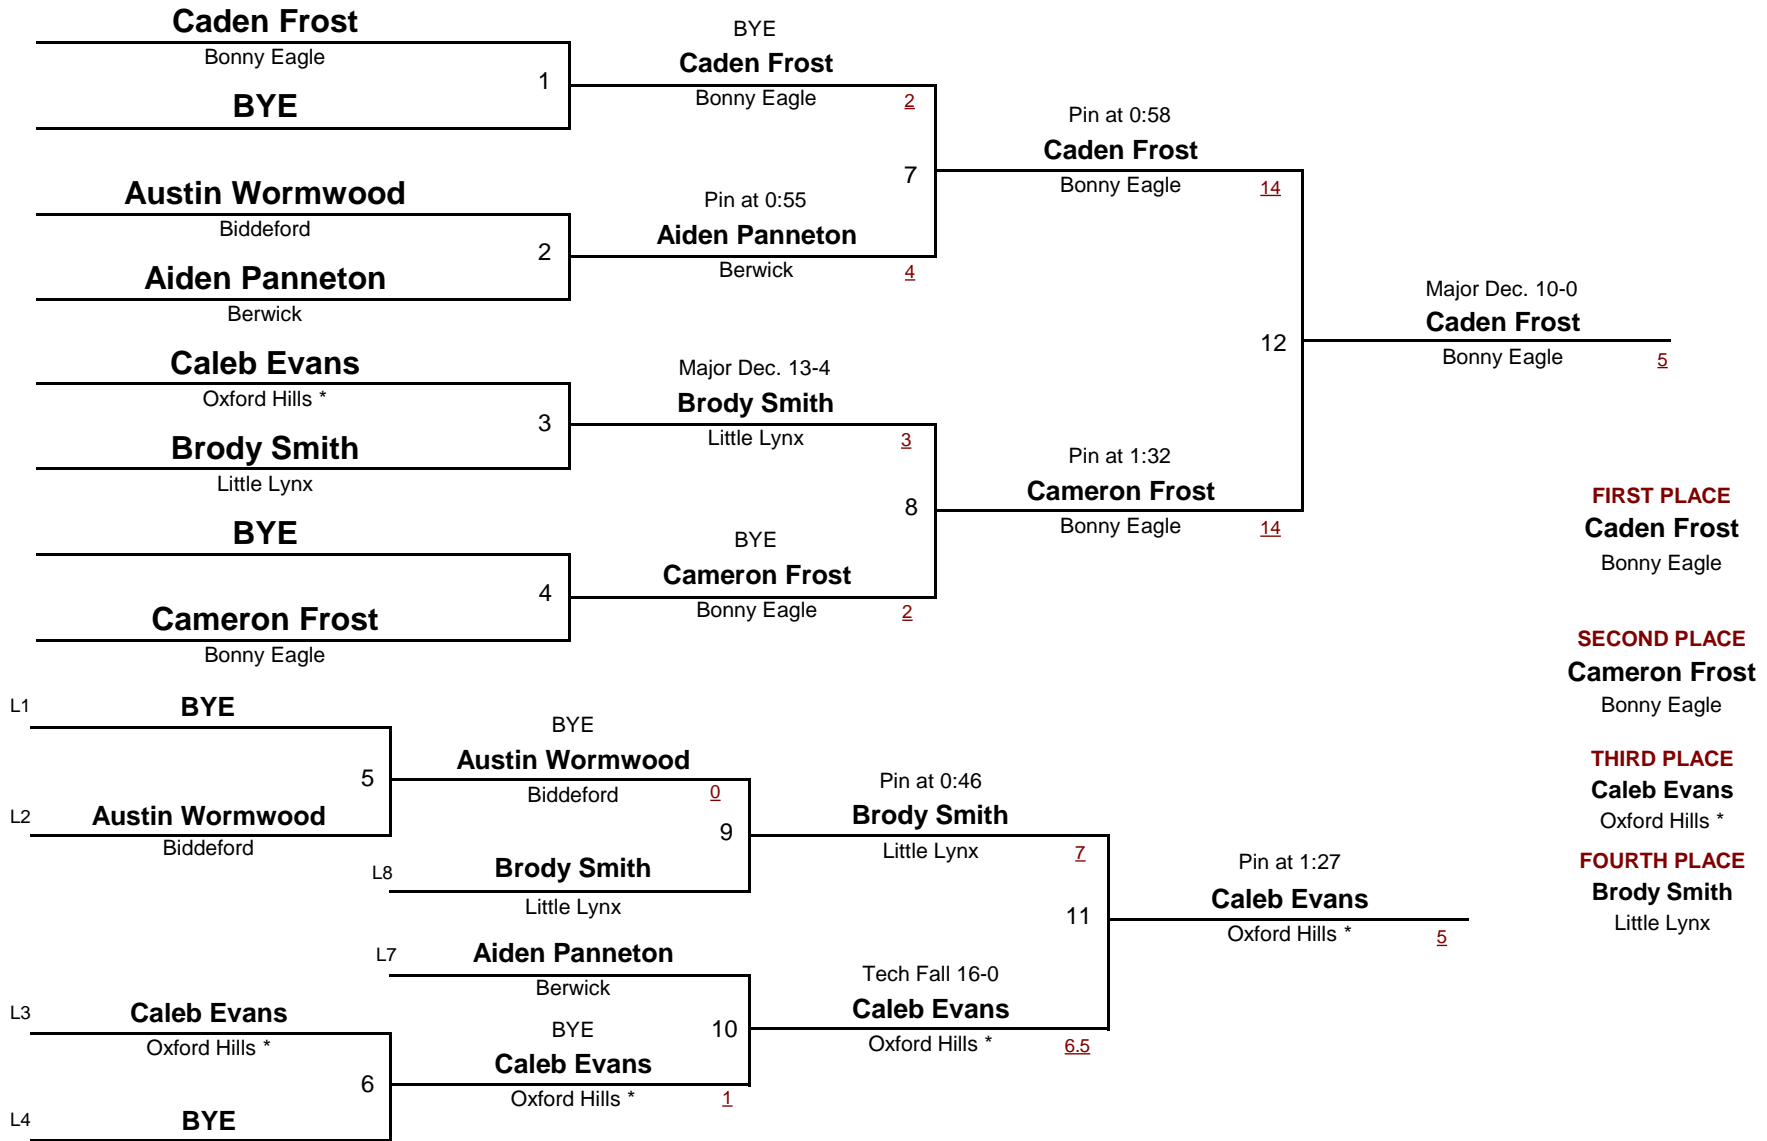 Caden Frost
Bonny Eagle
1
BYE
Austin Wormwood
Biddeford
2
Aiden Panneton
Berwick
Caleb Evans
Oxford Hills *
3
Brody Smith
Little Lynx
BYE
4
Cameron Frost
Bonny Eagle
BYE
Caden Frost
Bonny Eagle
2
7
Pin at 0:55
Aiden Panneton
Berwick
4
Major Dec. 13-4
Brody Smith
Little Lynx
3
8
BYE
Cameron Frost
Bonny Eagle
2
Pin at 0:58
Caden Frost
Bonny Eagle
14
12
Pin at 1:32
Cameron Frost
Bonny Eagle
14
Major Dec. 10-0
Caden Frost
Bonny Eagle
5
FIRST PLACE
Caden Frost
Bonny Eagle
SECOND PLACE
Cameron Frost
Bonny Eagle
THIRD PLACE
Caleb Evans
Oxford Hills *
FOURTH PLACE
Brody Smith
Little Lynx
L1
BYE
5
L2
Austin Wormwood
Biddeford
L3
Caleb Evans
Oxford Hills *
6
L4
BYE
BYE
Austin Wormwood
Biddeford
0
9
L8
Brody Smith
Little Lynx
L7
Aiden Panneton
Berwick
10
BYE
Caleb Evans
Oxford Hills *
1
Pin at 0:46
Brody Smith
Little Lynx
7
11
Tech Fall 16-0
Caleb Evans
Oxford Hills *
6.5
Pin at 1:27
Caleb Evans
Oxford Hills *
5